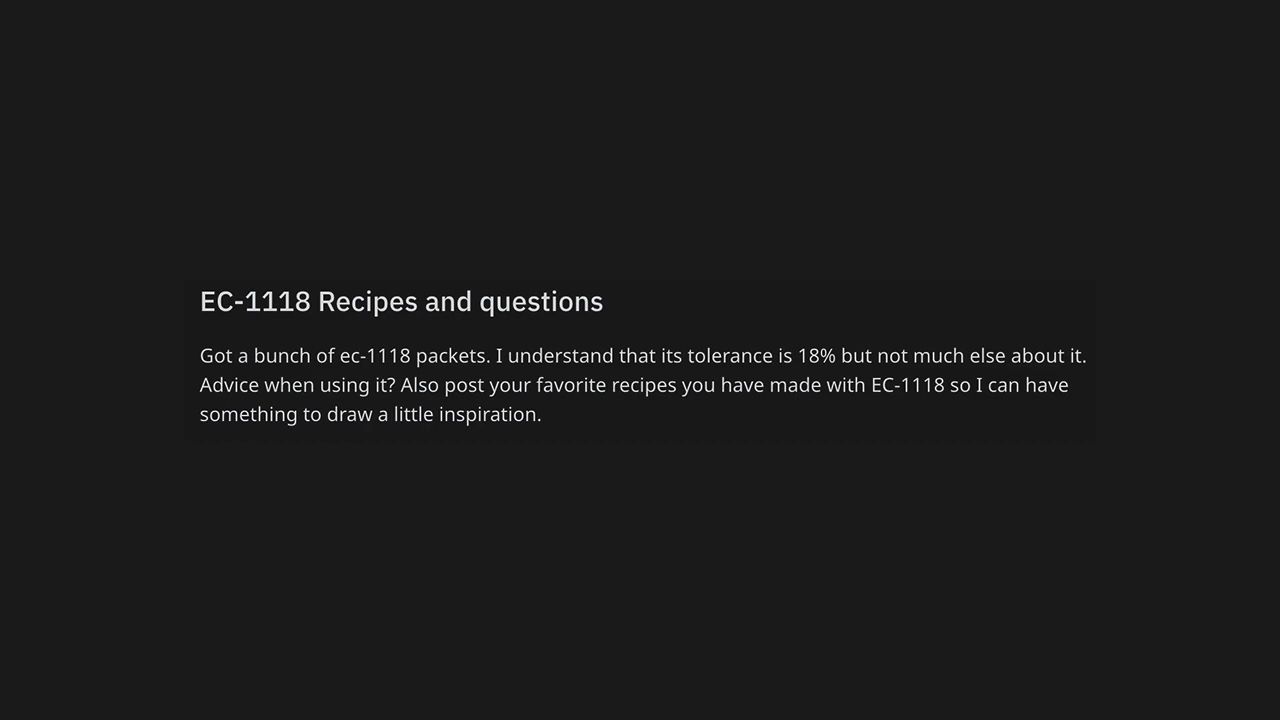 EC-1118 Recipes and questions
Got a bunch of ec-1118 packets. I understand that its tolerance is 18% but not much else about it.
Advice when using it? Also post your favorite recipes you have made with EC-1118 so I can have
something to draw a little inspiration.